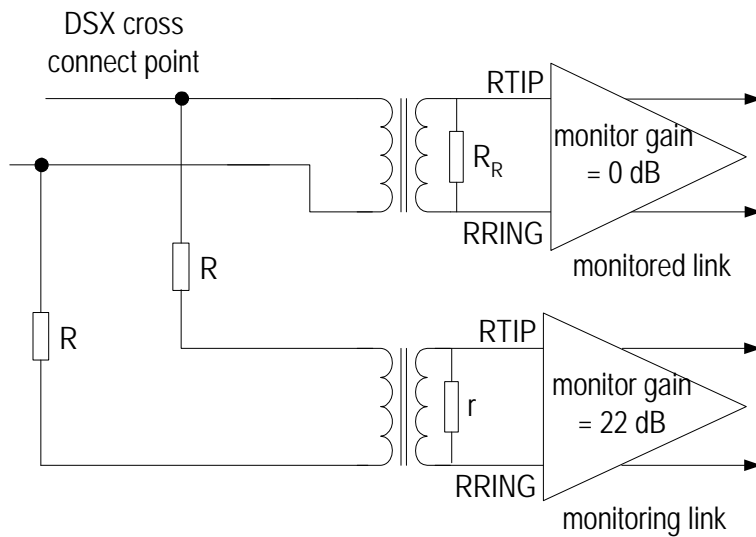 DSX cross
connect point
RTIP
monitor gain
= 0 dB
R_R
RRING
monitored link
R
R
RTIP
monitor gain
= 22 dB
r
RRING
monitoring link